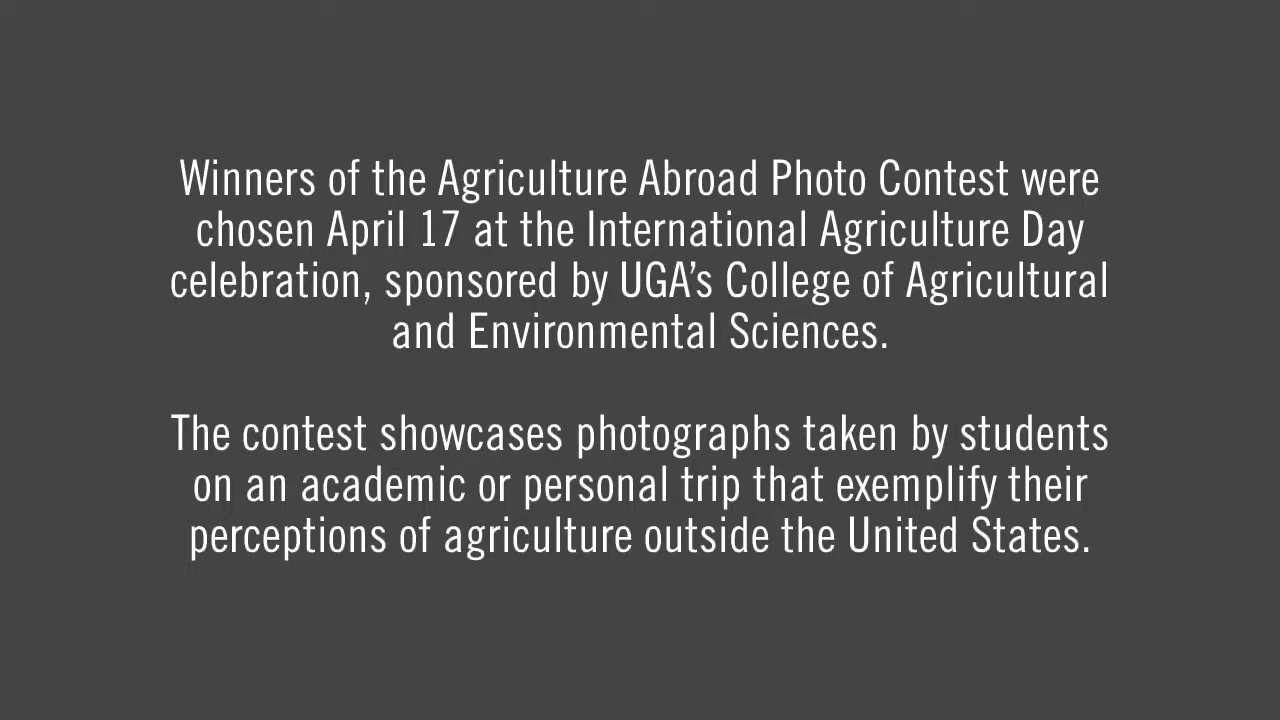 Winners of the Agriculture Abroad Photo Contest were
chosen April 17 at the International Agriculture Day
celebration, sponsored by UGA’s College of Agricultural
and Environmental Sciences.
The contest showcases photographs taken by students
on an academic or personal trip that exemplify their
perceptions of agriculture outside the United States.